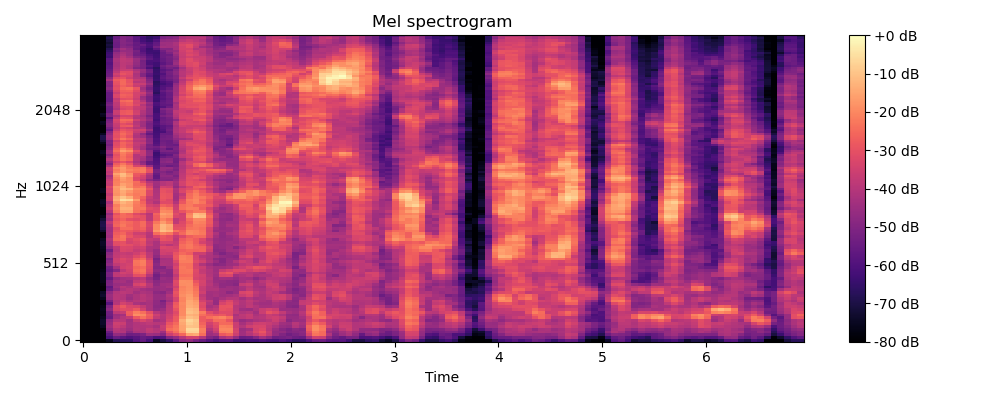 Mel spectrogram
+0 dB
2048
-10 dB
-20 dB
-30 dB
Hz
1024
-40 dB
-50 dB
512
-60 dB
-70 dB
0
-80 dB
0 1 2 3 4 5 6
Time